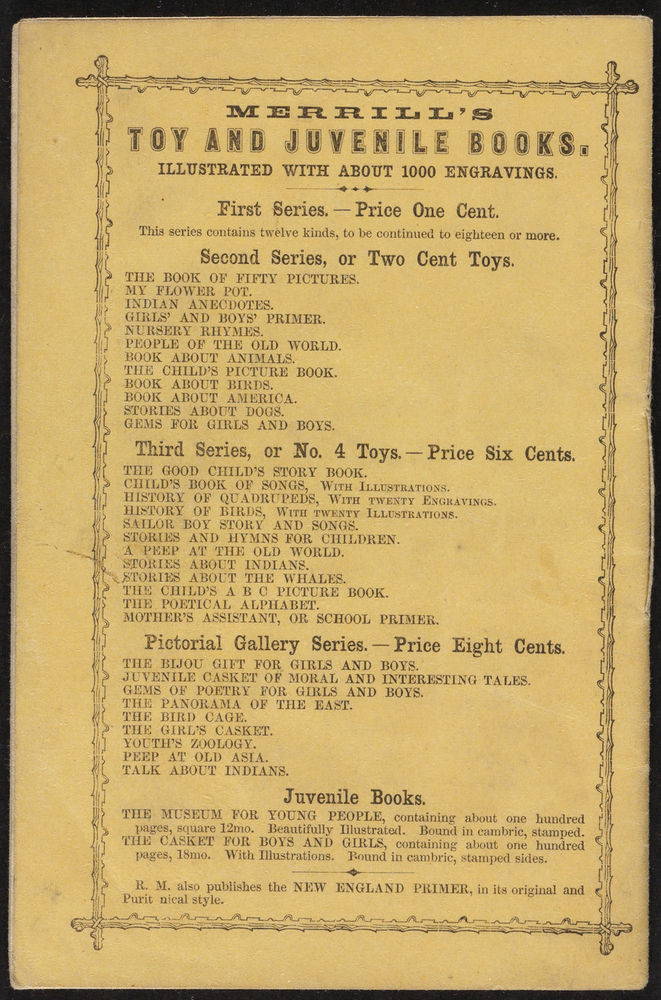 MERRILL'S
TOY AND JUVENILE BOOKS.
ILLUSTRATED WITH ABOUT 1000 ENGRAVINGS.
First Series. — Price One Cent.
This series contains twelve kinds, to be continued to eighteen or more.
Second Series, or Two Cent Toys.
THE BOOK OF FIFTY PICTURES.
MY FLOWER POT.
INDIAN ANECDOTES.
GIRLS' AND BOYS' PRIMER.
NURSERY RHYMES.
PEOPLE OF THE OLD WORLD.
BOOK ABOUT ANIMALS.
THE CHILD'S PICTURE BOOK.
BOOK ABOUT BIRDS.
BOOK ABOUT AMERICA.
STORIES ABOUT DOGS.
GEMS FOR GIRLS AND BOYS.
Third Series, or No. 4 Toys. — Price Six Cents.
THE GOOD CHILD'S STORY BOOK.
CHILD'S BOOK OF SONGS, WITH ILLUSTRATIONS.
HISTORY OF QUADRUPEDS, WITH TWENTY ENGRAVINGS.
HISTORY OF BIRDS, WITH TWENTY ILLUSTRATIONS.
SAILOR BOY STORY AND SONGS.
STORIES AND HYMNS FOR CHILDREN.
A PEEP AT THE OLD WORLD.
STORIES ABOUT INDIANS.
STORIES ABOUT THE WHALES.
THE CHILD'S A B C PICTURE BOOK.
THE POETICAL ALPHABET.
MOTHER'S ASSISTANT, OR SCHOOL PRIMER.
Pictorial Gallery Series. — Price Eight Cents.
THE BIJOU GIFT FOR GIRLS AND BOYS.
JUVENILE CASKET OF MORAL AND INTERESTING TALES.
GEMS OF POETRY FOR GIRLS AND BOYS.
THE PANORAMA OF THE EAST.
THE BIRD CAGE.
THE GIRL'S CASKET.
YOUTH'S ZOOLOGY.
PEEP AT OLD ASIA.
TALK ABOUT INDIANS.
Juvenile Books.
THE MUSEUM FOR YOUNG PEOPLE, containing about one hundred
pages, square 12mo. Beautifully Illustrated. Bound in cambric, stamped.
THE CASKET FOR BOYS AND GIRLS, containing about one hundred
pages, 18mo. With Illustrations. Bound in cambric, stamped sides.
R. M. also publishes the NEW ENGLAND PRIMER, in its original and
Purit nical style.